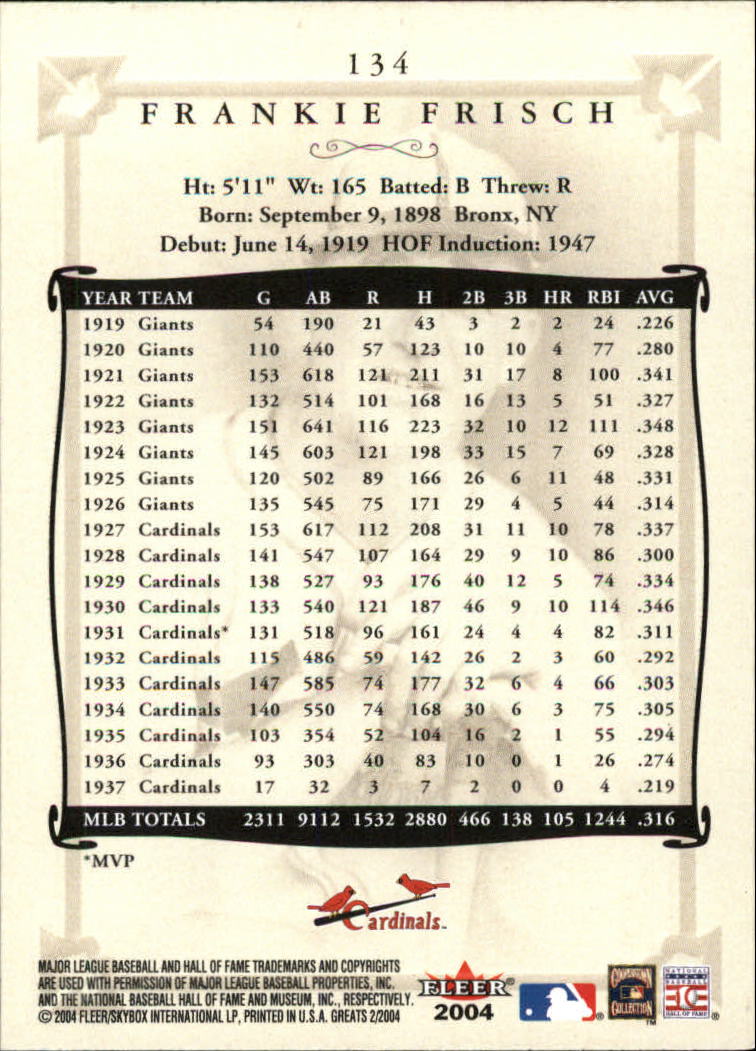 134
FRANKIE FRISCH
Ht: 5'11" Wt: 165 Batted: B Threw: R
Born: September 9, 1898 Bronx, NY
Debut: June 14, 1919 HOF Induction: 1947
YEAR TEAM G AB R H 2B 3B HR RBI AVG
1919 Giants 54 190 21 43 3 2 2 24 .226
1920 Giants 110 440 57 123 10 10 4 77 .280
1921 Giants 153 618 121 211 31 17 8 100 .341
1922 Giants 132 514 101 168 16 13 5 51 .327
1923 Giants 151 641 116 223 32 10 12 111 .348
1924 Giants 145 603 121 198 33 15 7 69 .328
1925 Giants 120 502 89 166 26 6 11 48 .331
1926 Giants 135 545 75 171 29 4 5 44 .314
1927 Cardinals 153 617 112 208 31 11 10 78 .337
1928 Cardinals 141 547 107 164 29 9 10 86 .300
1929 Cardinals 138 527 93 176 40 12 5 74 .334
1930 Cardinals 133 540 121 187 46 9 10 114 .346
1931 Cardinals* 131 518 96 161 24 4 4 82 .311
1932 Cardinals 115 486 59 142 26 2 3 60 .292
1933 Cardinals 147 585 74 177 32 6 4 66 .303
1934 Cardinals 140 550 74 168 30 6 3 75 .305
1935 Cardinals 103 354 52 104 16 2 1 55 .294
1936 Cardinals 93 303 40 83 10 0 1 26 .274
1937 Cardinals 17 32 3 7 2 0 0 4 .219
MLB TOTALS 2311 9112 1532 2880 466 138 105 1244 .316
*MVP
Cardinals™
MAJOR LEAGUE BASEBALL AND HALL OF FAME TRADEMARKS AND COPYRIGHTS
ARE USED WITH PERMISSION OF MAJOR LEAGUE BASEBALL PROPERTIES, INC.
AND THE NATIONAL BASEBALL HALL OF FAME AND MUSEUM, INC., RESPECTIVELY.
© 2004 FLEER/SKYBOX INTERNATIONAL LP, PRINTED IN U.S.A. GREATS 2/2004
FLEER®
2004
®
COOPERSTOWN
COLLECTION
™
NATIONAL
BASEBALL
HALL OF FAME
®